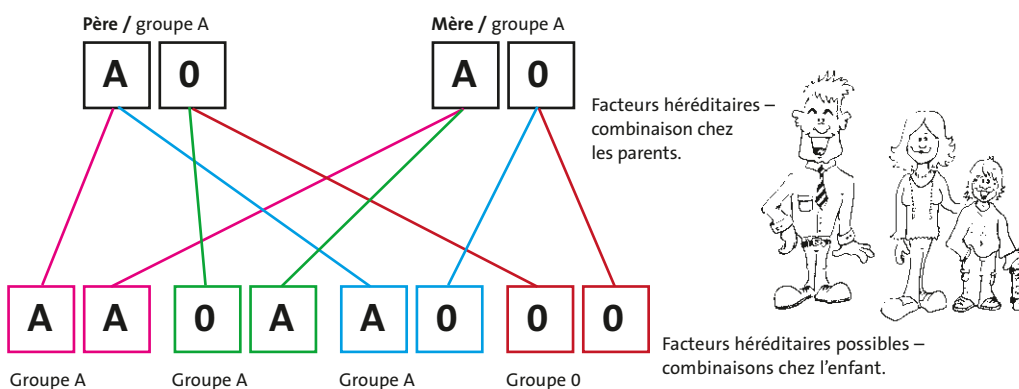 Père / groupe A
Mère / groupe A
A 0
A 0
Facteurs héréditaires –
combinaison chez
les parents.
A A 0 A A 0 0 0
Facteurs héréditaires possibles –
combinaisons chez l’enfant.
Groupe A
Groupe A
Groupe A
Groupe 0